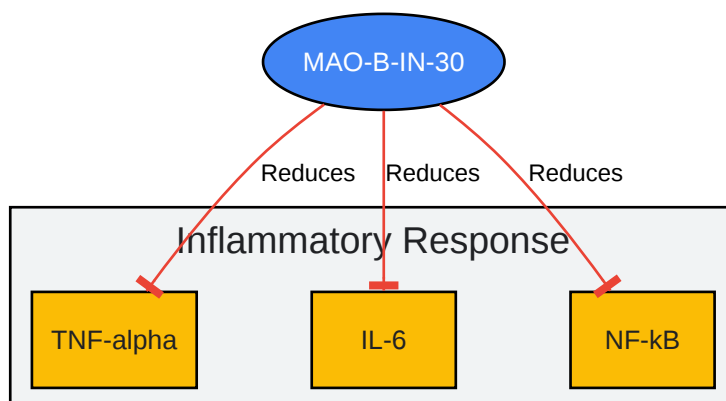 MAO-B-IN-30
Reduces Reduces Reduces
Inflammatory Response
TNF-alpha IL-6 NF-kB